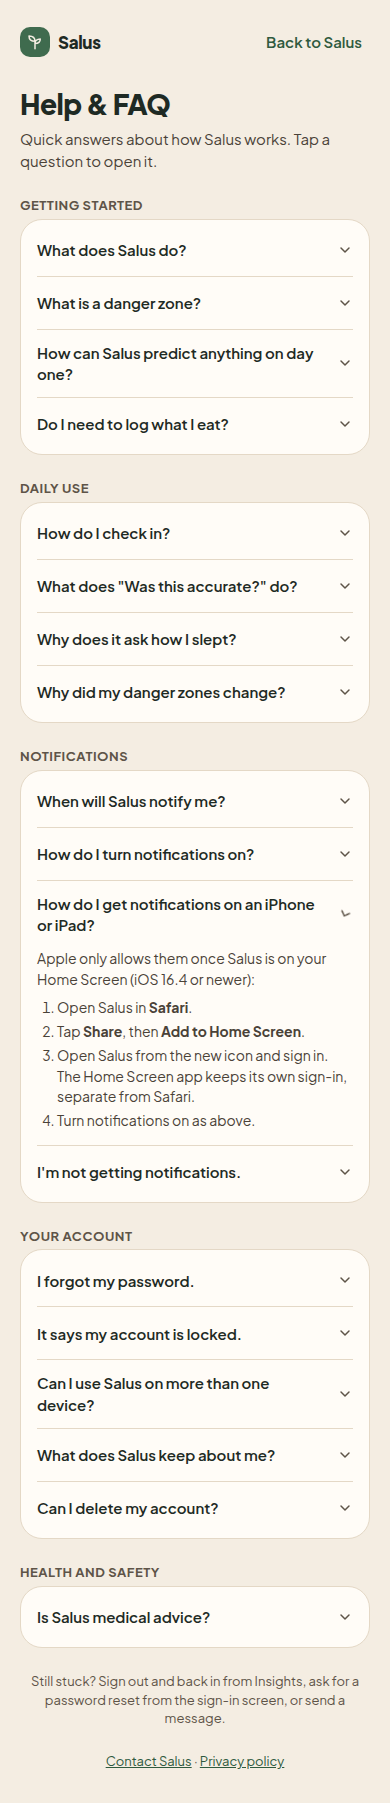 Salus
Back to Salus
Help & FAQ
Quick answers about how Salus works. Tap a
question to open it.
GETTING STARTED
What does Salus do?
What is a danger zone?
How can Salus predict anything on day
one?
Do I need to log what I eat?
DAILY USE
How do I check in?
What does "Was this accurate?" do?
Why does it ask how I slept?
Why did my danger zones change?
NOTIFICATIONS
When will Salus notify me?
How do I turn notifications on?
How do I get notifications on an iPhone
or iPad?
Apple only allows them once Salus is on your
Home Screen (iOS 16.4 or newer):
1. Open Salus in Safari.
2. Tap Share, then Add to Home Screen.
3. Open Salus from the new icon and sign in.
The Home Screen app keeps its own sign-in,
separate from Safari.
4. Turn notifications on as above.
I'm not getting notifications.
YOUR ACCOUNT
I forgot my password.
It says my account is locked.
Can I use Salus on more than one
device?
What does Salus keep about me?
Can I delete my account?
HEALTH AND SAFETY
Is Salus medical advice?
Still stuck? Sign out and back in from Insights, ask for a
password reset from the sign-in screen, or send a
message.
Contact Salus · Privacy policy